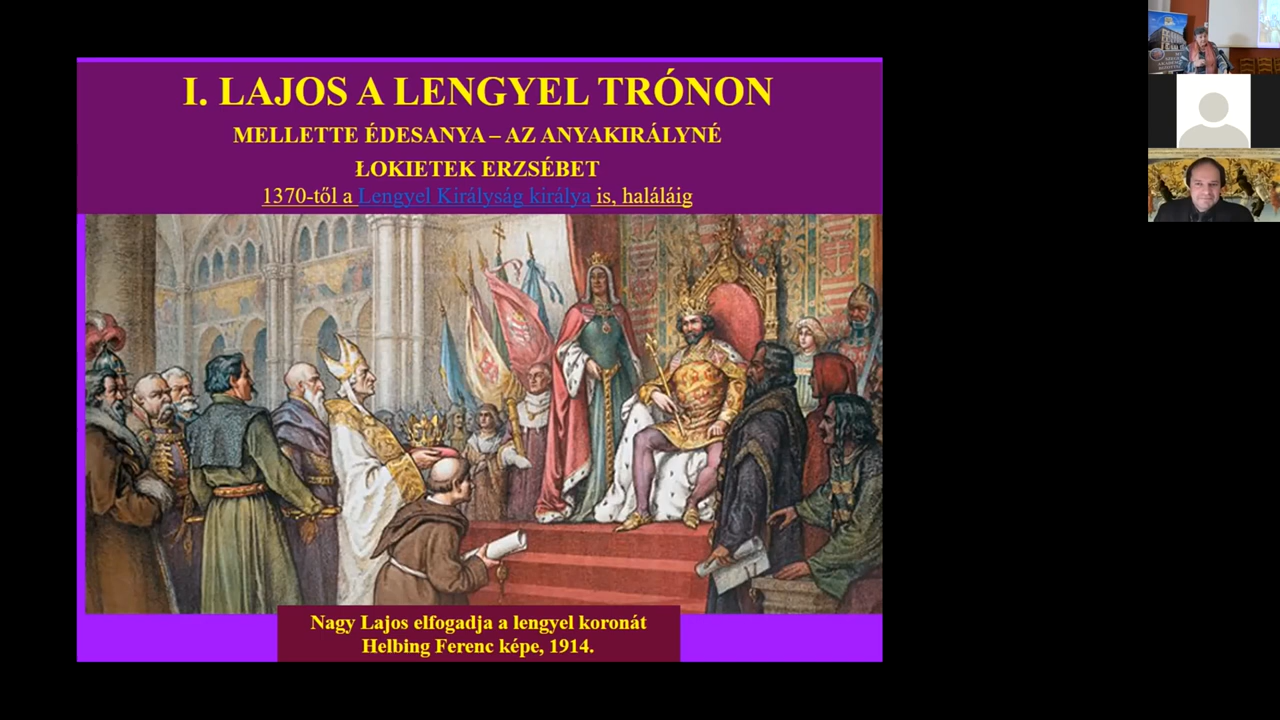 I. LAJOS A LENGYEL TRÓNON
MELLETTE ÉDESANYA – AZ ANYAKIRÁLYNÉ
ŁOKIETEK ERZSÉBET
1370-től a Lengyel Királyság királya is, haláláig
Nagy Lajos elfogadja a lengyel koronát
Helbing Ferenc képe, 1914.